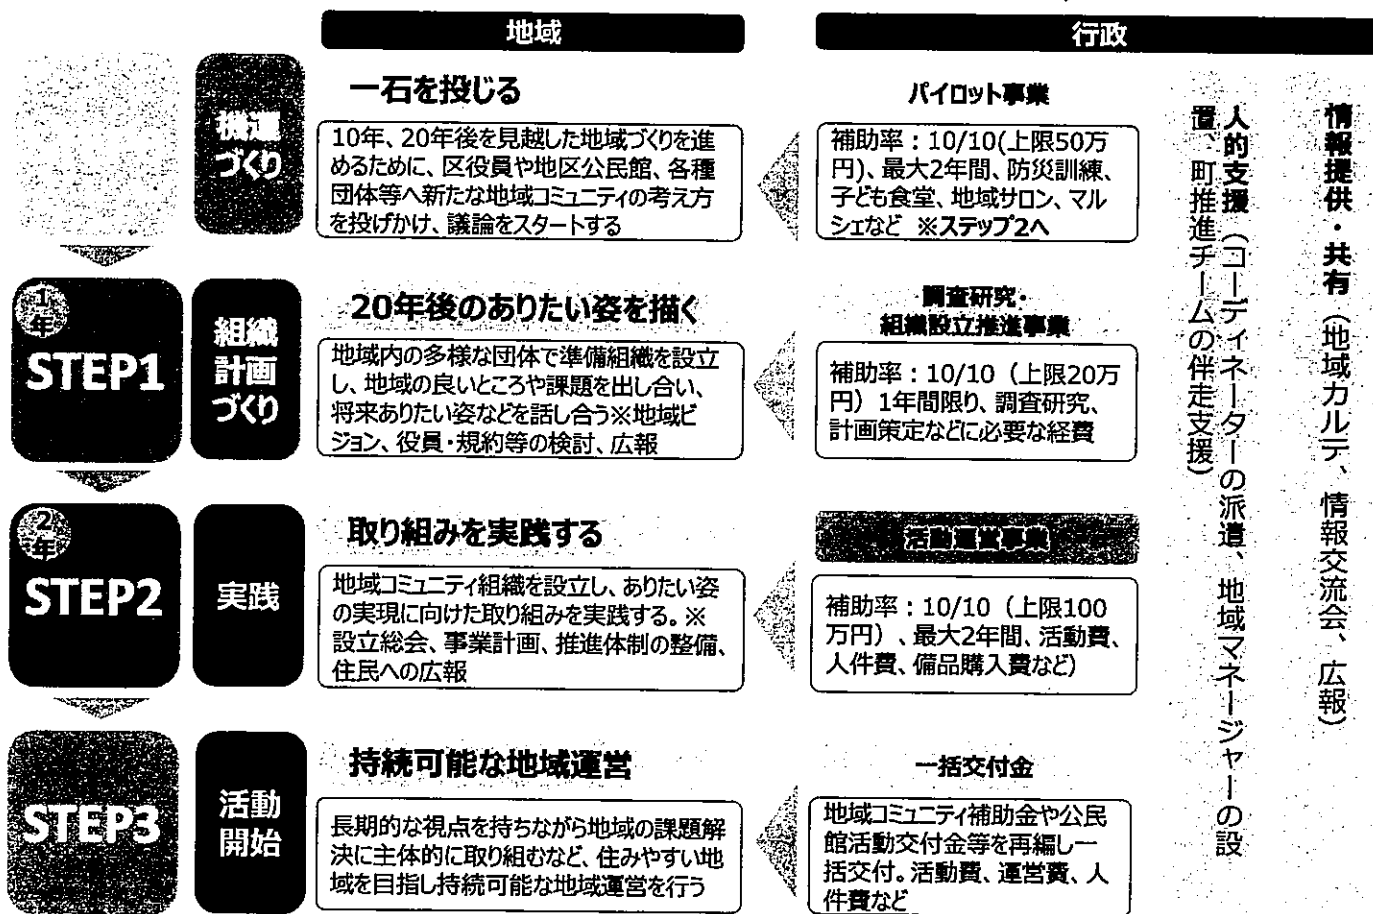 地域
行政
機運
づくり
一石を投じる
10年、20年後を見越した地域づくりを進
めるために、区役員や地区公民館、各種
団体等へ新たな地域コミュニティの考え方
を投げかけ、議論をスタートする
パイロット事業
補助率：10/10(上限50万
円)、最大2年間、防災訓練、
子ども食堂、地域サロン、マル
シェなど ※ステップ2へ
1
年
STEP1
組織
計画
づくり
20年後のありたい姿を描く
地域内の多様な団体で準備組織を設立
し、地域の良いところや課題を出し合い、
将来ありたい姿などを話し合う※地域ビ
ジョン、役員・規約等の検討、広報
調査研究・
組織設立推進事業
補助率：10/10（上限20万
円）1年間限り、調査研究、
計画策定などに必要な経費
2
年
STEP2
実践
取り組みを実践する
地域コミュニティ組織を設立し、ありたい姿
の実現に向けた取り組みを実践する。※
設立総会、事業計画、推進体制の整備、
住民への広報
活動運営事業
補助率：10/10（上限100
万円）、最大2年間、活動費、
人件費、備品購入費など）
STEP3
活動
開始
持続可能な地域運営
長期的な視点を持ちながら地域の課題解
決に主体的に取り組むなど、住みやすい地
域を目指し持続可能な地域運営を行う
一括交付金
地域コミュニティ補助金や公民
館活動交付金等を再編し一
括交付。活動費、運営費、人
件費など
情報提供・共有（地域カルテ、情報交流会、広報）
人的支援（コーディネーターの派遣、地域マネージャーの設
置、町推進チームの伴走支援）